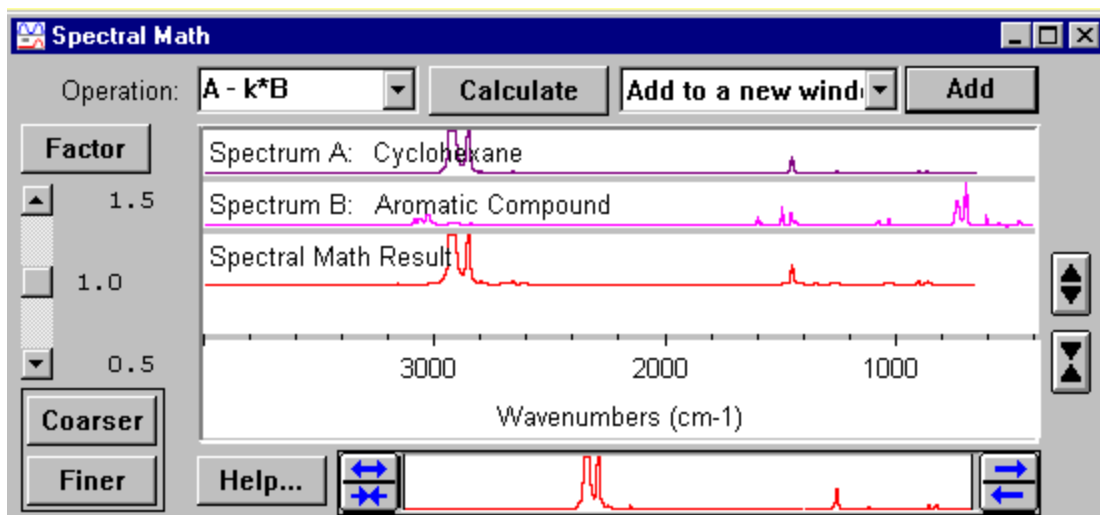 Spectral Math
Operation: A - k*B Calculate Add to a new wind Add
Factor
Spectrum A: Cyclohexane
1.5
Spectrum B: Aromatic Compound
Spectral Math Result
1.0
0.5
3000 2000 1000
Wavenumbers (cm-1)
Coarser
Finer
Help...